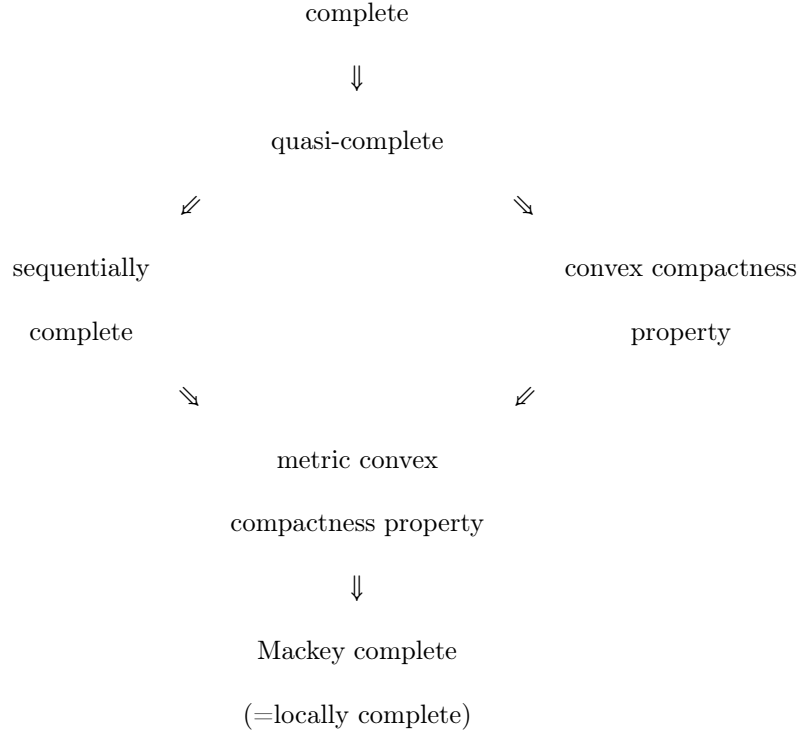 complete
⇓
quasi-complete
⇙ ⇘
sequentially convex compactness
complete property
⇘ ⇙
metric convex
compactness property
⇓
Mackey complete
(=locally complete)